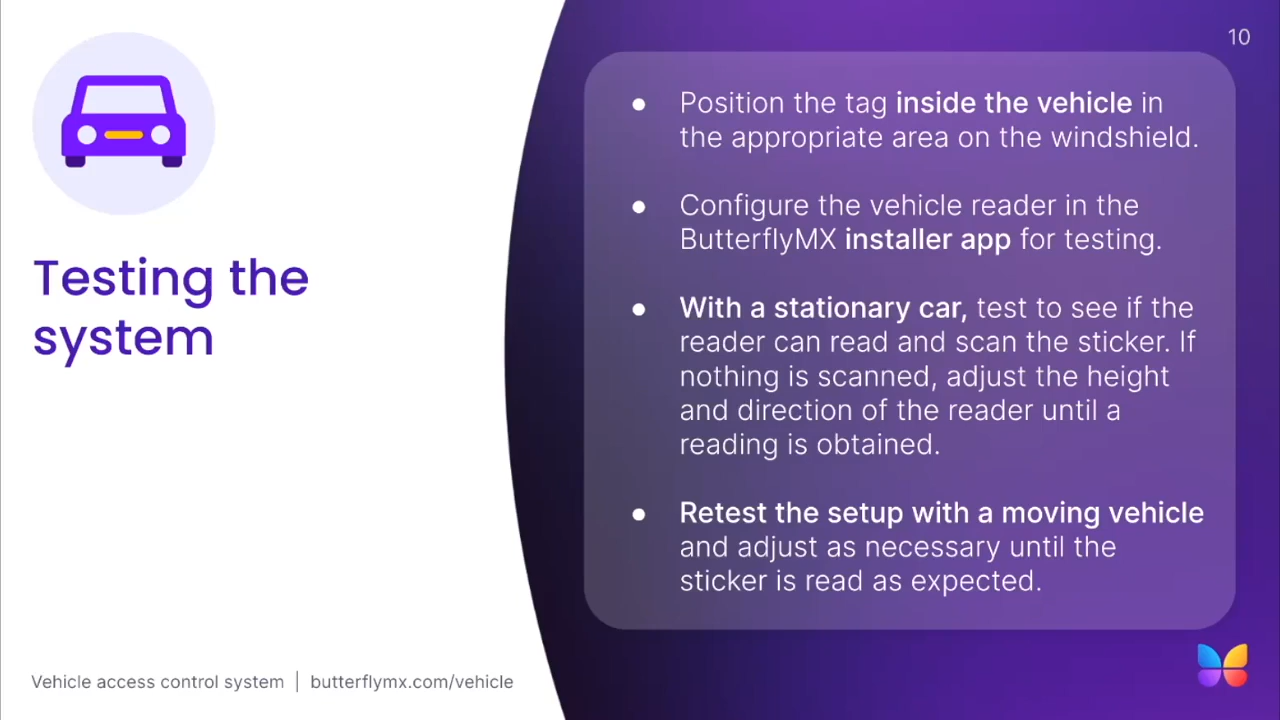 10
Testing the
system
● Position the tag inside the vehicle in
the appropriate area on the windshield.
● Configure the vehicle reader in the
ButterflyMX installer app for testing.
● With a stationary car, test to see if the
reader can read and scan the sticker. If
nothing is scanned, adjust the height
and direction of the reader until a
reading is obtained.
● Retest the setup with a moving vehicle
and adjust as necessary until the
sticker is read as expected.
Vehicle access control system | butterflymx.com/vehicle